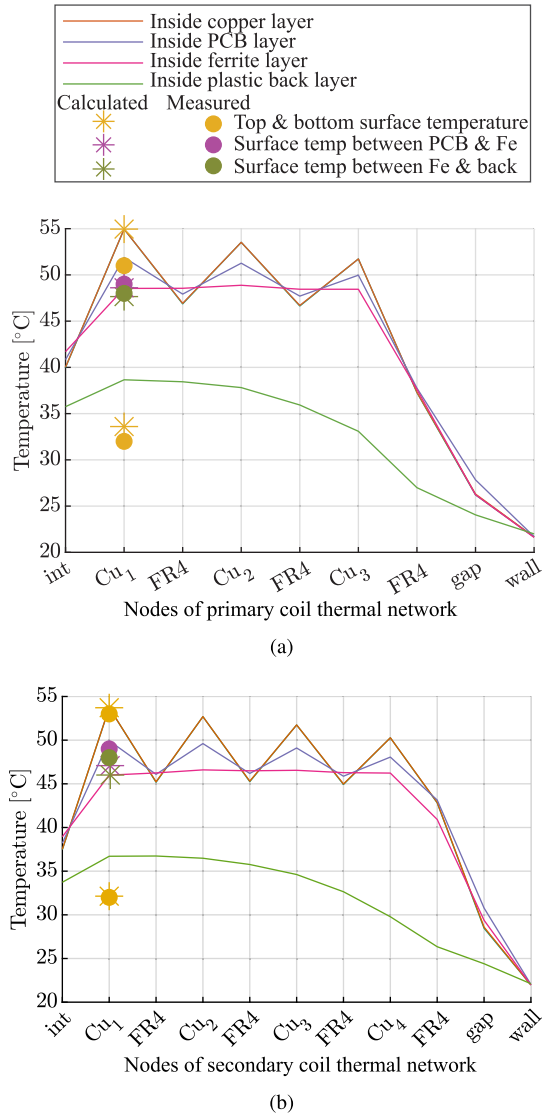 Inside copper layer
Inside PCB layer
Inside ferrite layer
Inside plastic back layer
Calculated Measured
Top & bottom surface temperature
Surface temp between PCB & Fe
Surface temp between Fe & back
55
50
45
40
35
30
25
20
Temperature [°C]
int Cu1 FR4 Cu2 FR4 Cu3 FR4 gap wall
Nodes of primary coil thermal network
(a)
55
50
45
40
35
30
25
20
Temperature [°C]
int Cu1 FR4 Cu2 FR4 Cu3 FR4 Cu4 FR4 gap wall
Nodes of secondary coil thermal network
(b)